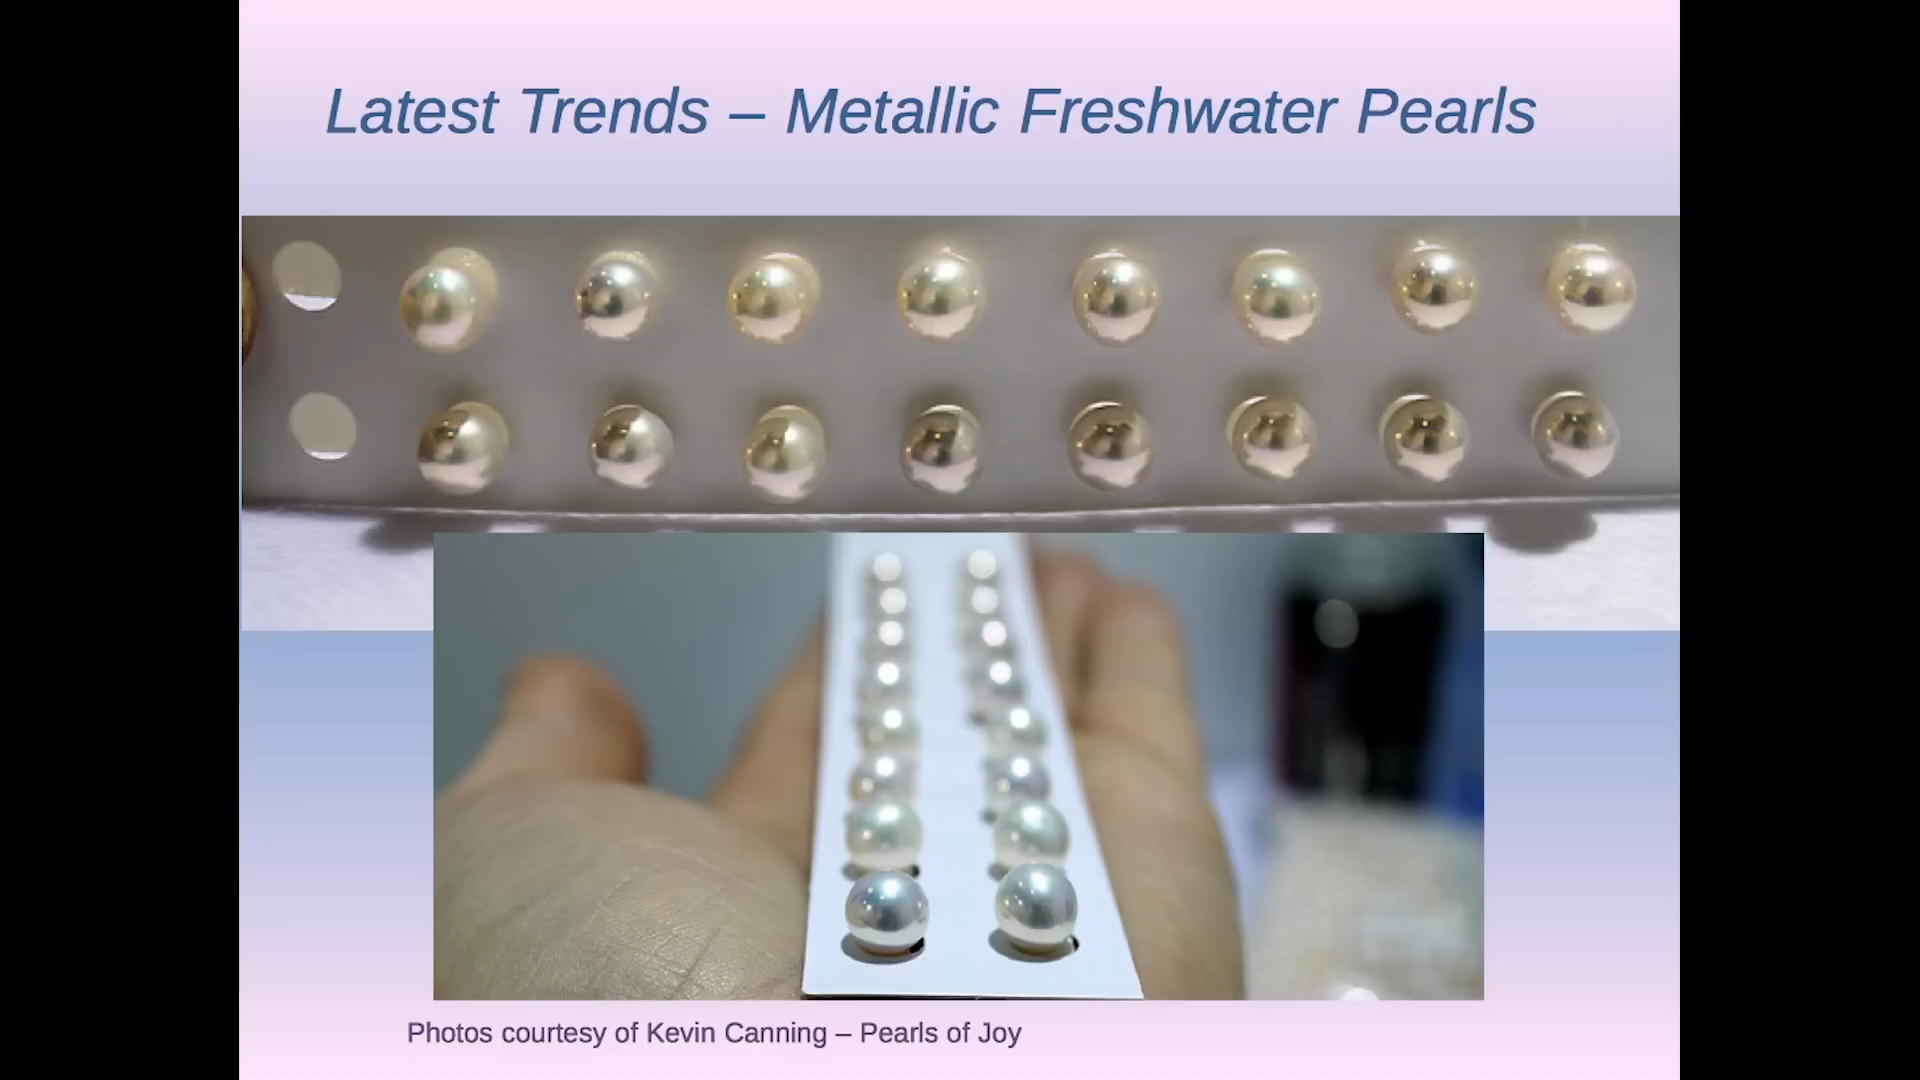 Latest Trends – Metallic Freshwater Pearls
Photos courtesy of Kevin Canning – Pearls of Joy